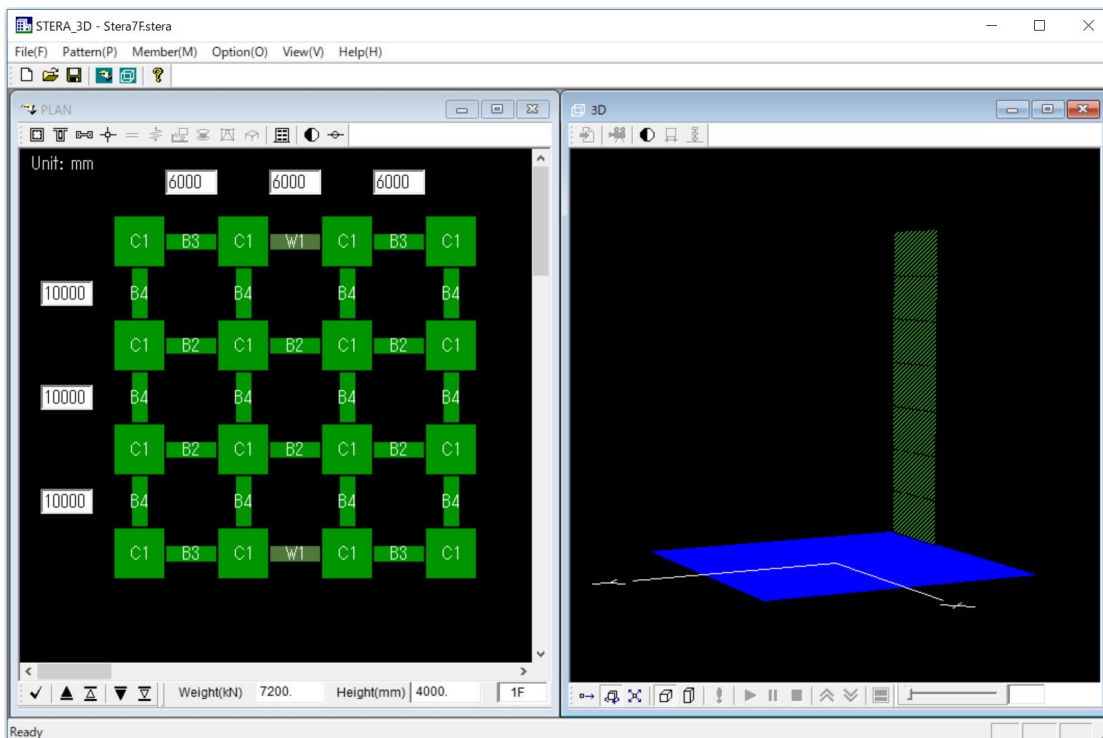 STERA_3D - Stera7F.stera
File(F) Pattern(P) Member(M) Option(O) View(V) Help(H)
PLAN
Unit: mm
6000 6000 6000
C1 B3 C1 W1 C1 B3 C1
10000 B4 B4 B4 B4
C1 B2 C1 B2 C1 B2 C1
10000 B4 B4 B4 B4
C1 B2 C1 B2 C1 B2 C1
10000 B4 B4 B4 B4
C1 B3 C1 W1 C1 B3 C1
Weight(kN) 7200. Height(mm) 4000. 1F
3D
Ready